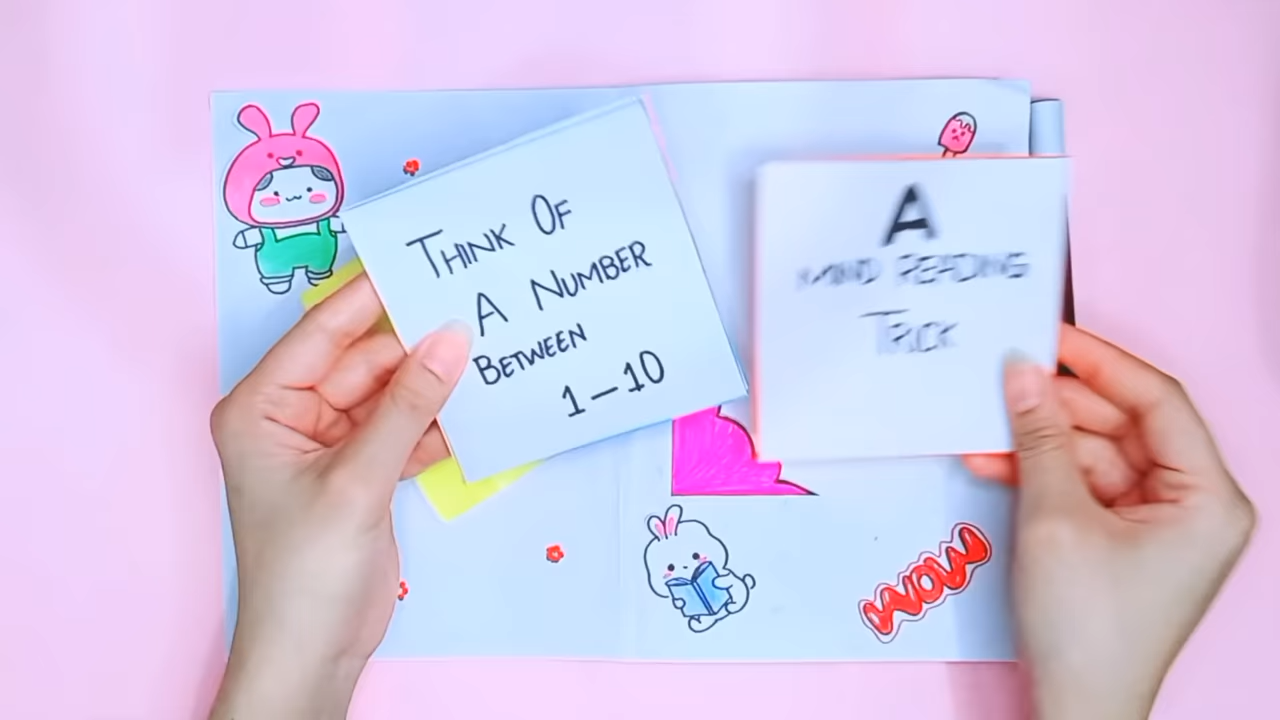 THINK OF
A NUMBER
BETWEEN
1—10
A
MIND READING
TRICK
WOW